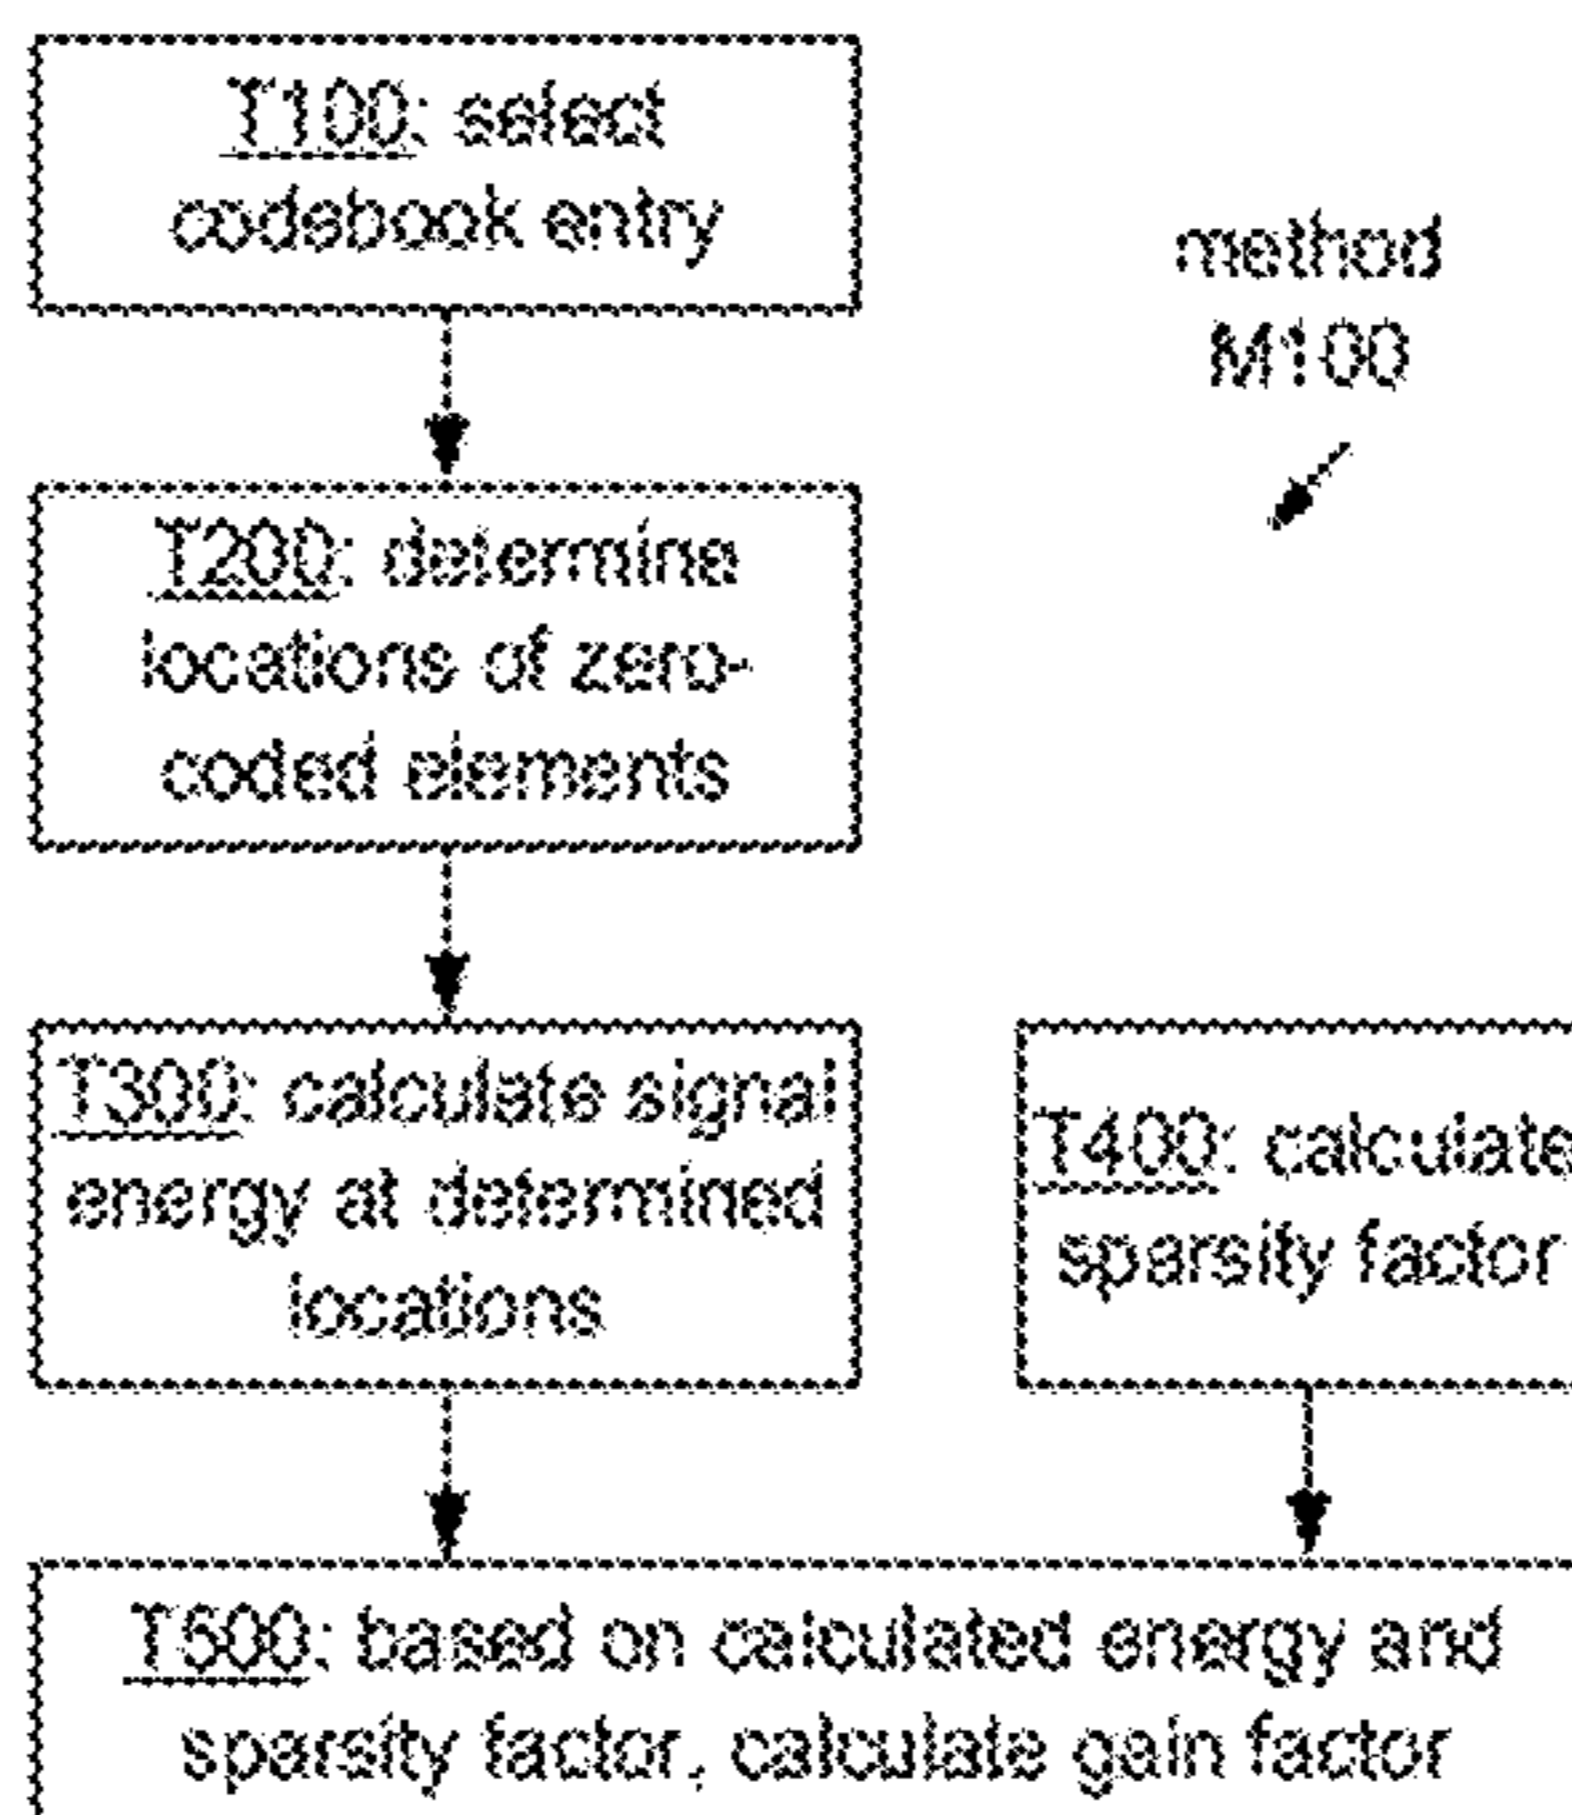 T100: select
codebook entry
method
M100
T200: determine
locations of zero-
coded elements
T300: calculate signal
energy at determined
locations
T400: calculate
sparsity factor
T500: based on calculated energy and
sparsity factor, calculate gain factor